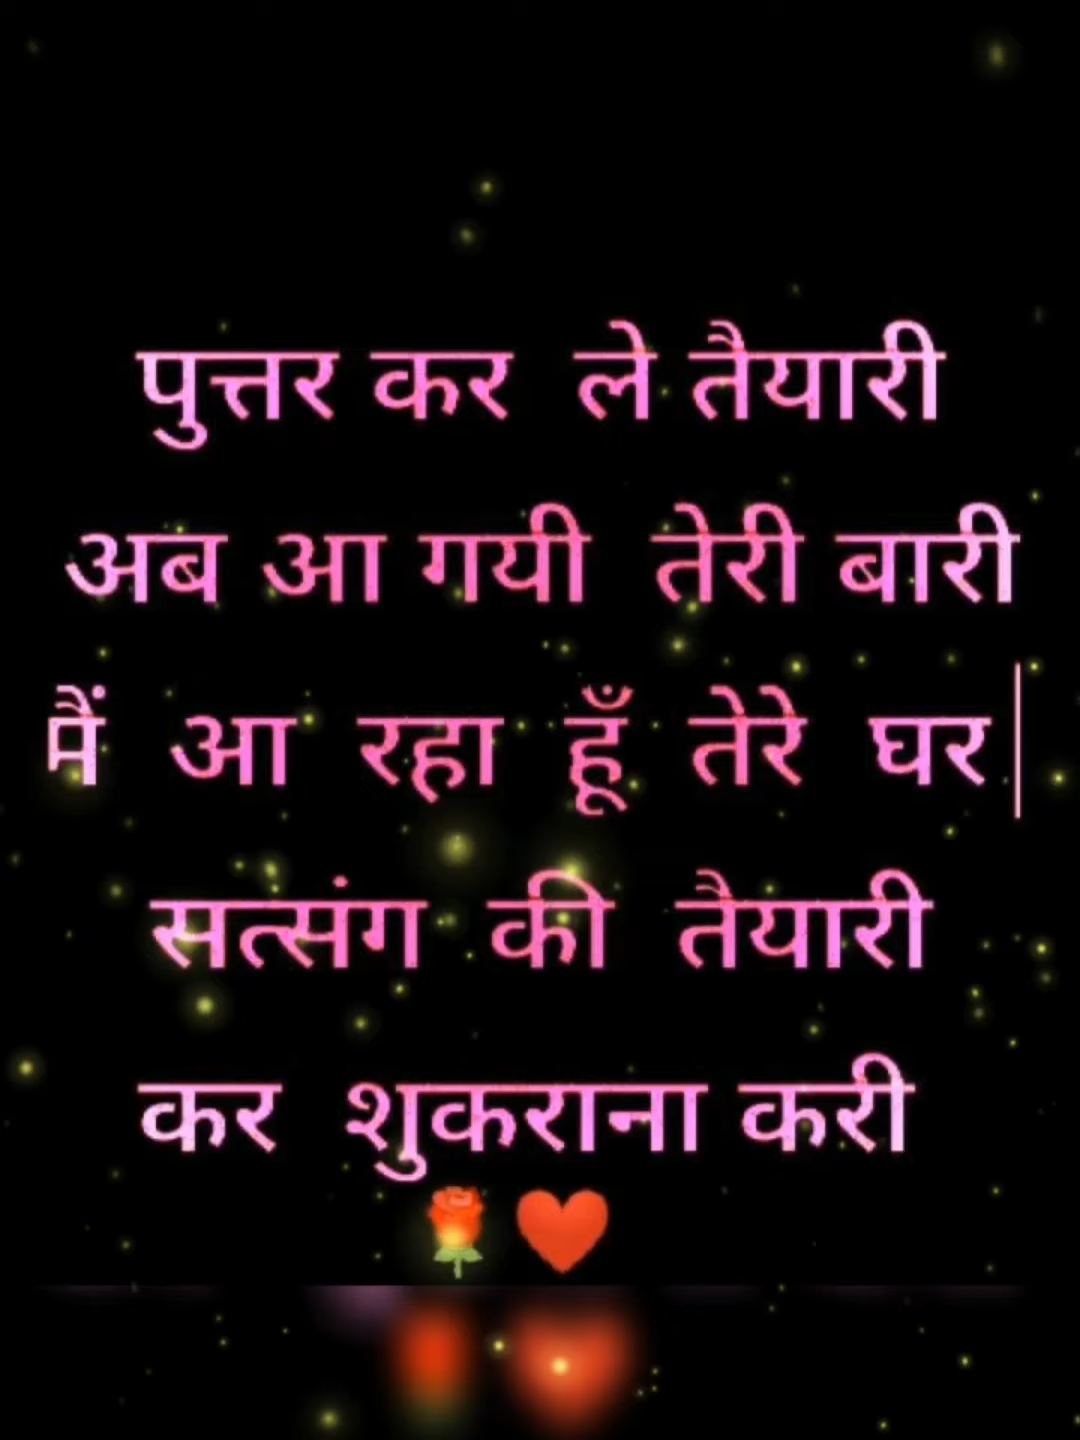 पुत्तर कर ले तैयारी
अब आ गयी तेरी बारी
मैं आ रहा हूँ तेरे घर
सत्संग की तैयारी
कर शुकराना करी
🌹❤️